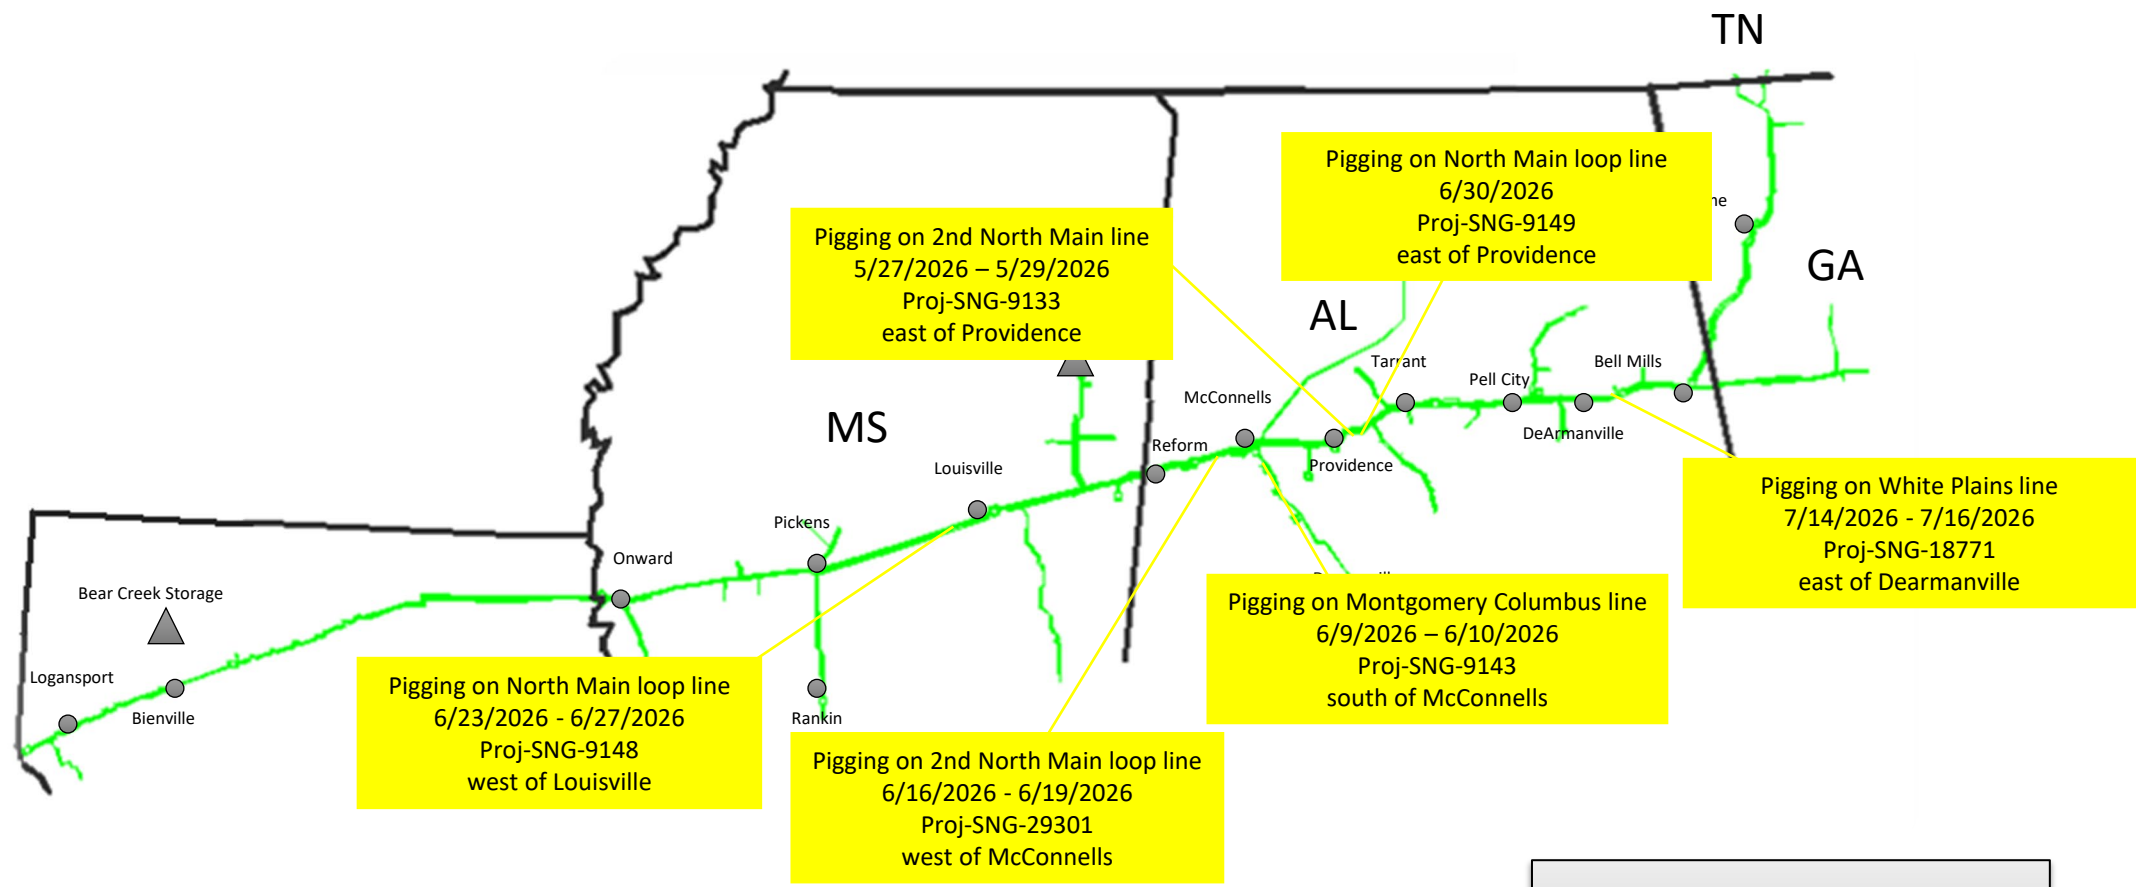 TN
Pigging on North Main loop line
6/30/2026
Proj-SNG-9149
east of Providence
Pigging on 2nd North Main line
5/27/2026 – 5/29/2026
Proj-SNG-9133
east of Providence
GA
AL
MS
Tarrant
Pell City
Bell Mills
McConnells
DeArmanville
Reform
Providence
Louisville
Pickens
Onward
Bear Creek Storage
Logansport
Bienville
Rankin
Pigging on White Plains line
7/14/2026 - 7/16/2026
Proj-SNG-18771
east of Dearmanville
Pigging on Montgomery Columbus line
6/9/2026 – 6/10/2026
Proj-SNG-9143
south of McConnells
Pigging on North Main loop line
6/23/2026 - 6/27/2026
Proj-SNG-9148
west of Louisville
Pigging on 2nd North Main loop line
6/16/2026 - 6/19/2026
Proj-SNG-29301
west of McConnells